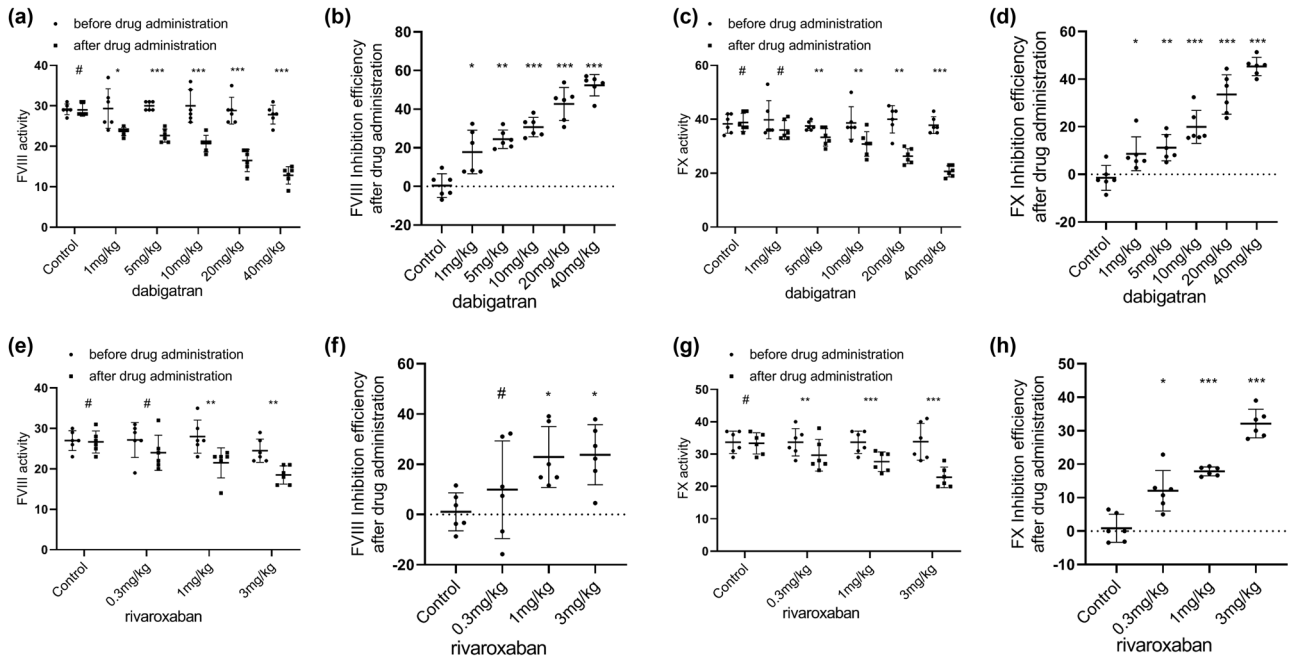 (a)
before drug administration
after drug administration
FVIII activity
40
30
20
10
0
# * *** *** *** ***
Control 1mg/kg 5mg/kg 10mg/kg 20mg/kg 40mg/kg
dabigatran
(b)
FVIII Inhibition efficiency
after drug administration
80
60
40
20
0
-20
* ** *** *** ***
Control 1mg/kg 5mg/kg 10mg/kg 20mg/kg 40mg/kg
dabigatran
(c)
before drug administration
after drug administration
FX activity
60
40
20
0
# # ** ** ** ***
Control 1mg/kg 5mg/kg 10mg/kg 20mg/kg 40mg/kg
dabigatran
(d)
FX Inhibition efficiency
after drug administration
60
40
20
0
-20
* ** *** *** ***
Control 1mg/kg 5mg/kg 10mg/kg 20mg/kg 40mg/kg
dabigatran
(e)
before drug administration
after drug administration
FVIII activity
40
30
20
10
0
# # ** **
Control 0.3mg/kg 1mg/kg 3mg/kg
rivaroxaban
(f)
FVIII Inhibition efficiency
after drug administration
60
40
20
0
-20
# * *
Control 0.3mg/kg 1mg/kg 3mg/kg
rivaroxaban
(g)
before drug administration
after drug administration
FX activity
50
40
30
20
10
0
# ** *** ***
Control 0.3mg/kg 1mg/kg 3mg/kg
rivaroxaban
(h)
FX Inhibition efficiency
after drug administration
50
40
30
20
10
0
-10
* *** ***
Control 0.3mg/kg 1mg/kg 3mg/kg
rivaroxaban